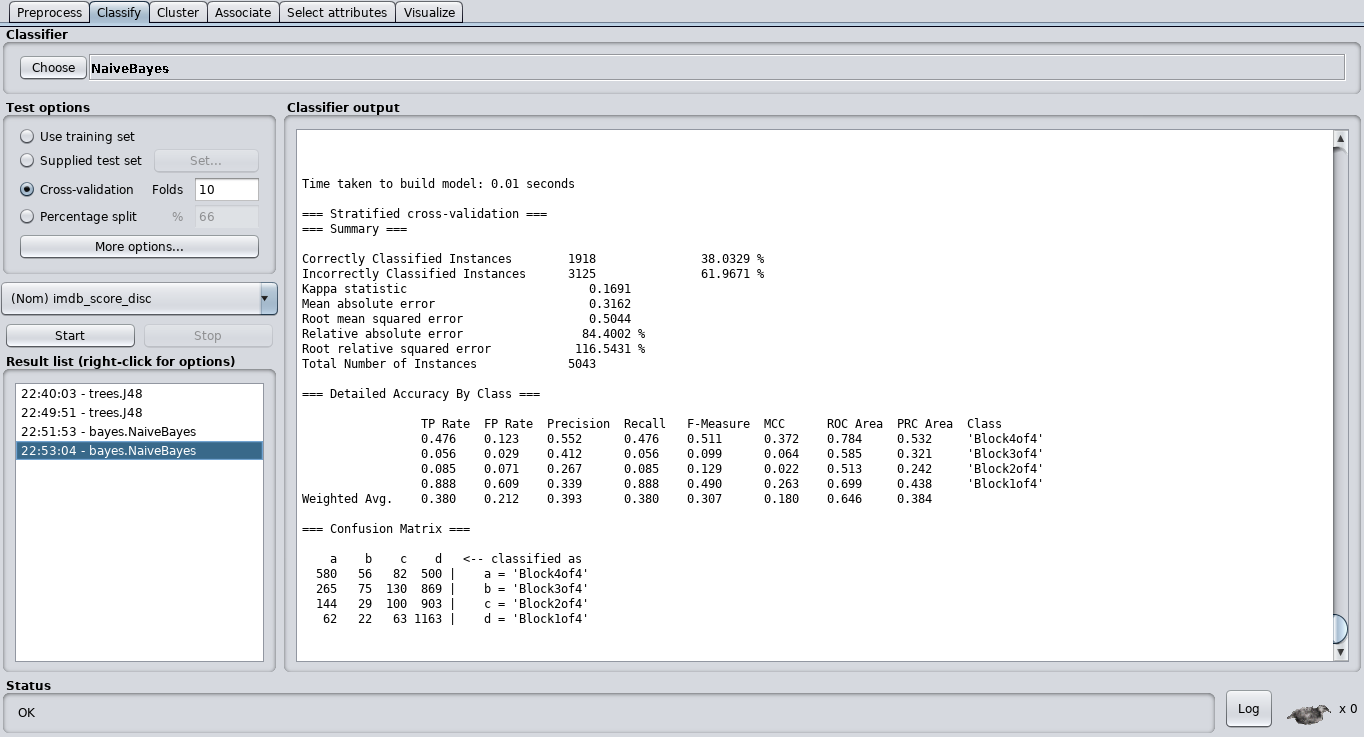 Preprocess Classify Cluster Associate Select attributes Visualize
Classifier
Choose NaiveBayes
Test options
Use training set
Supplied test set Set...
Cross-validation Folds 10
Percentage split % 66
More options...
(Nom) imdb_score_disc
Start Stop
Result list (right-click for options)
22:40:03 - trees.J48
22:49:51 - trees.J48
22:51:53 - bayes.NaiveBayes
22:53:04 - bayes.NaiveBayes
Classifier output
Time taken to build model: 0.01 seconds
=== Stratified cross-validation ===
=== Summary ===
Correctly Classified Instances 1918 38.0329 %
Incorrectly Classified Instances 3125 61.9671 %
Kappa statistic 0.1691
Mean absolute error 0.3162
Root mean squared error 0.5044
Relative absolute error 84.4002 %
Root relative squared error 116.5431 %
Total Number of Instances 5043
=== Detailed Accuracy By Class ===
TP Rate FP Rate Precision Recall F-Measure MCC ROC Area PRC Area Class
0.476 0.123 0.552 0.476 0.511 0.372 0.784 0.532 'Block4of4'
0.056 0.029 0.412 0.056 0.099 0.064 0.585 0.321 'Block3of4'
0.085 0.071 0.267 0.085 0.129 0.022 0.513 0.242 'Block2of4'
0.888 0.609 0.339 0.888 0.490 0.263 0.699 0.438 'Block1of4'
Weighted Avg. 0.380 0.212 0.393 0.380 0.307 0.180 0.646 0.384
=== Confusion Matrix ===
a b c d <-- classified as
580 56 82 500 | a = 'Block4of4'
265 75 130 869 | b = 'Block3of4'
144 29 100 903 | c = 'Block2of4'
62 22 63 1163 | d = 'Block1of4'
Status
OK
Log x 0